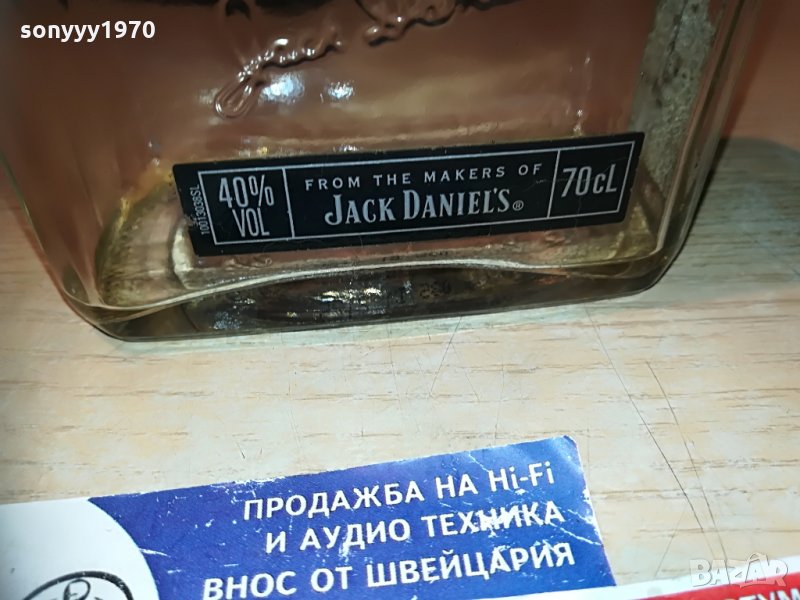 sonyyy1970
40% VOL
FROM THE MAKERS OF
JACK DANIEL'S®
70cL
ПРОДАЖБА НА Hi-Fi
И АУДИО ТЕХНИКА
ВНОС ОТ ШВЕЙЦАРИЯ
BAZAR